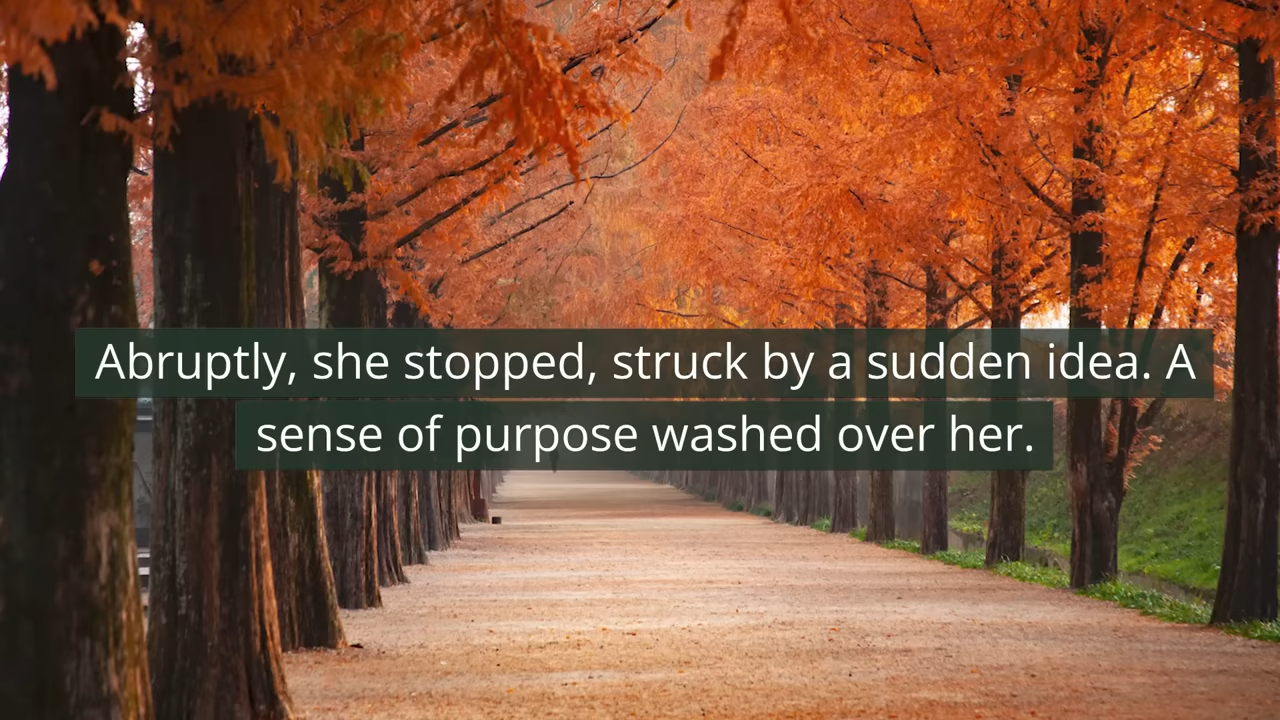 Abruptly, she stopped, struck by a sudden idea. A
sense of purpose washed over her.